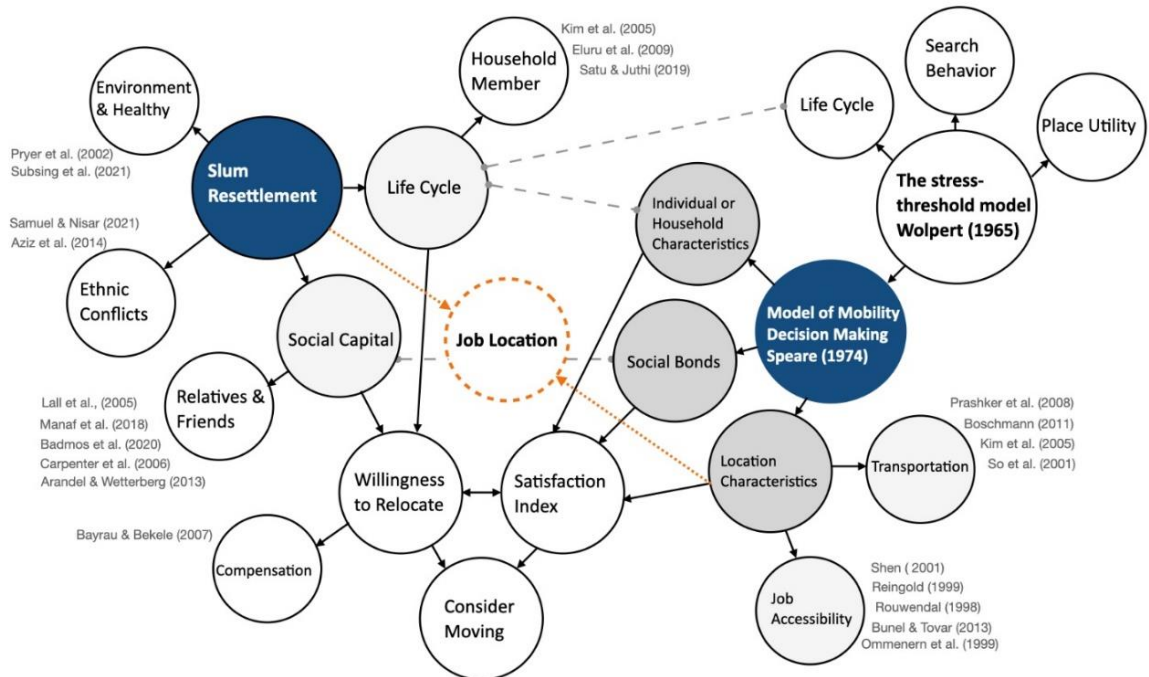 Environment
& Healthy
Pryer et al. (2002)
Subsing et al. (2021)
Slum
Resettlement
Samuel & Nisar (2021)
Aziz et al. (2014)
Ethnic
Conflicts
Household
Member
Kim et al. (2005)
Eluru et al. (2009)
Satu & Juthi (2019)
Life Cycle
Social Capital
Relatives &
Friends
Lall et al., (2005)
Manaf et al. (2018)
Badmos et al. (2020)
Carpenter et al. (2006)
Arandel & Wetterberg (2013)
Job Location
Willingness
to Relocate
Bayrau & Bekele (2007)
Compensation
Satisfaction
Index
Consider
Moving
Search
Behavior
Life Cycle
Place Utility
The stress-
threshold model
Wolpert (1965)
Individual or
Household
Characteristics
Model of Mobility
Decision Making
Speare (1974)
Social Bonds
Location
Characteristics
Prashker et al. (2008)
Boschmann (2011)
Kim et al. (2005)
So et al. (2001)
Transportation
Job
Accessibility
Shen ( 2001)
Reingold (1999)
Rouwendal (1998)
Bunel & Tovar (2013)
Ommenern et al. (1999)